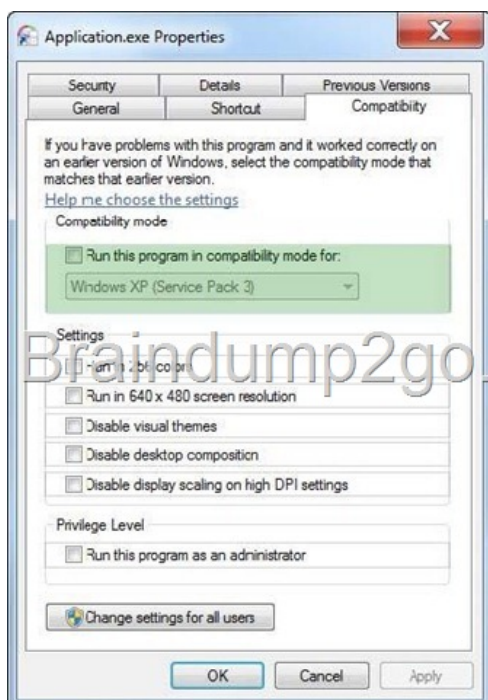 Application.exe Properties
Security Details Previous Versions
General Shortcut Compatibility
If you have problems with this program and it worked correctly on
an earlier version of Windows, select the compatibility mode that
matches that earlier version.
Help me choose the settings
Compatibility mode
Run this program in compatibility mode for:
Windows XP (Service Pack 3)
Settings
Braindump2go
Run in 256 colors
Run in 640 x 480 screen resolution
Disable visual themes
Disable desktop composition
Disable display scaling on high DPI settings
Privilege Level
Run this program as an administrator
Change settings for all users
OK Cancel Apply